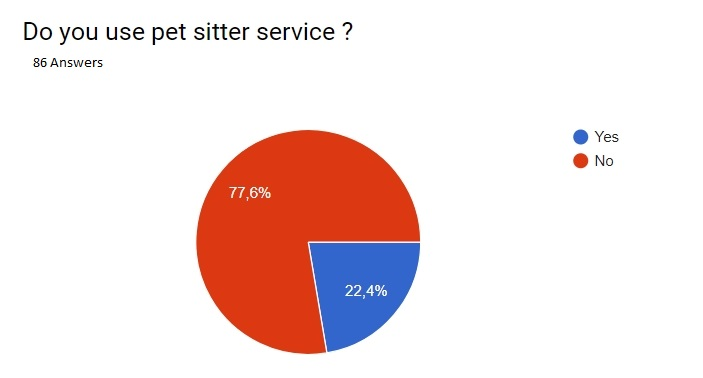 Do you use pet sitter service ?
86 Answers
Yes
No
77,6%
22,4%